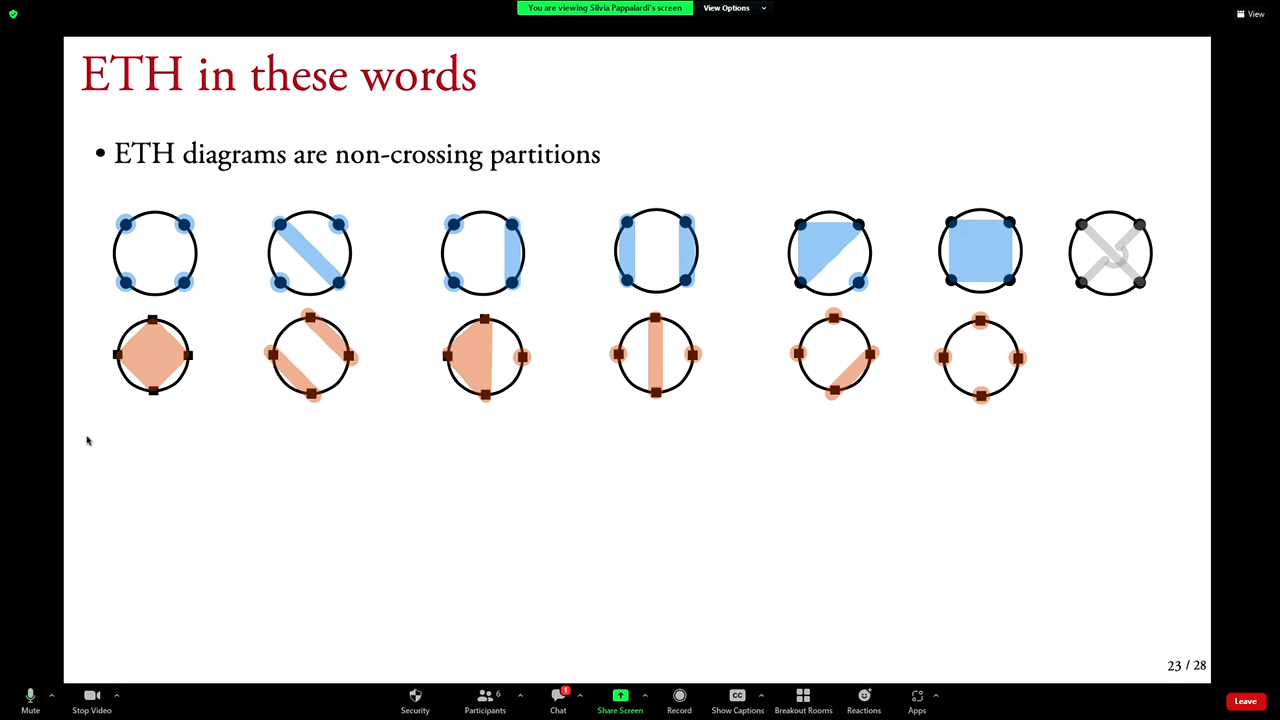 You are viewing Silvia Pappalardi's screen
View Options
View
ETH in these words
• ETH diagrams are non-crossing partitions
23 / 28
Mute
Stop Video
Security
Participants
6
Chat
1
Share Screen
Record
CC
Show Captions
Breakout Rooms
Reactions
Apps
Leave